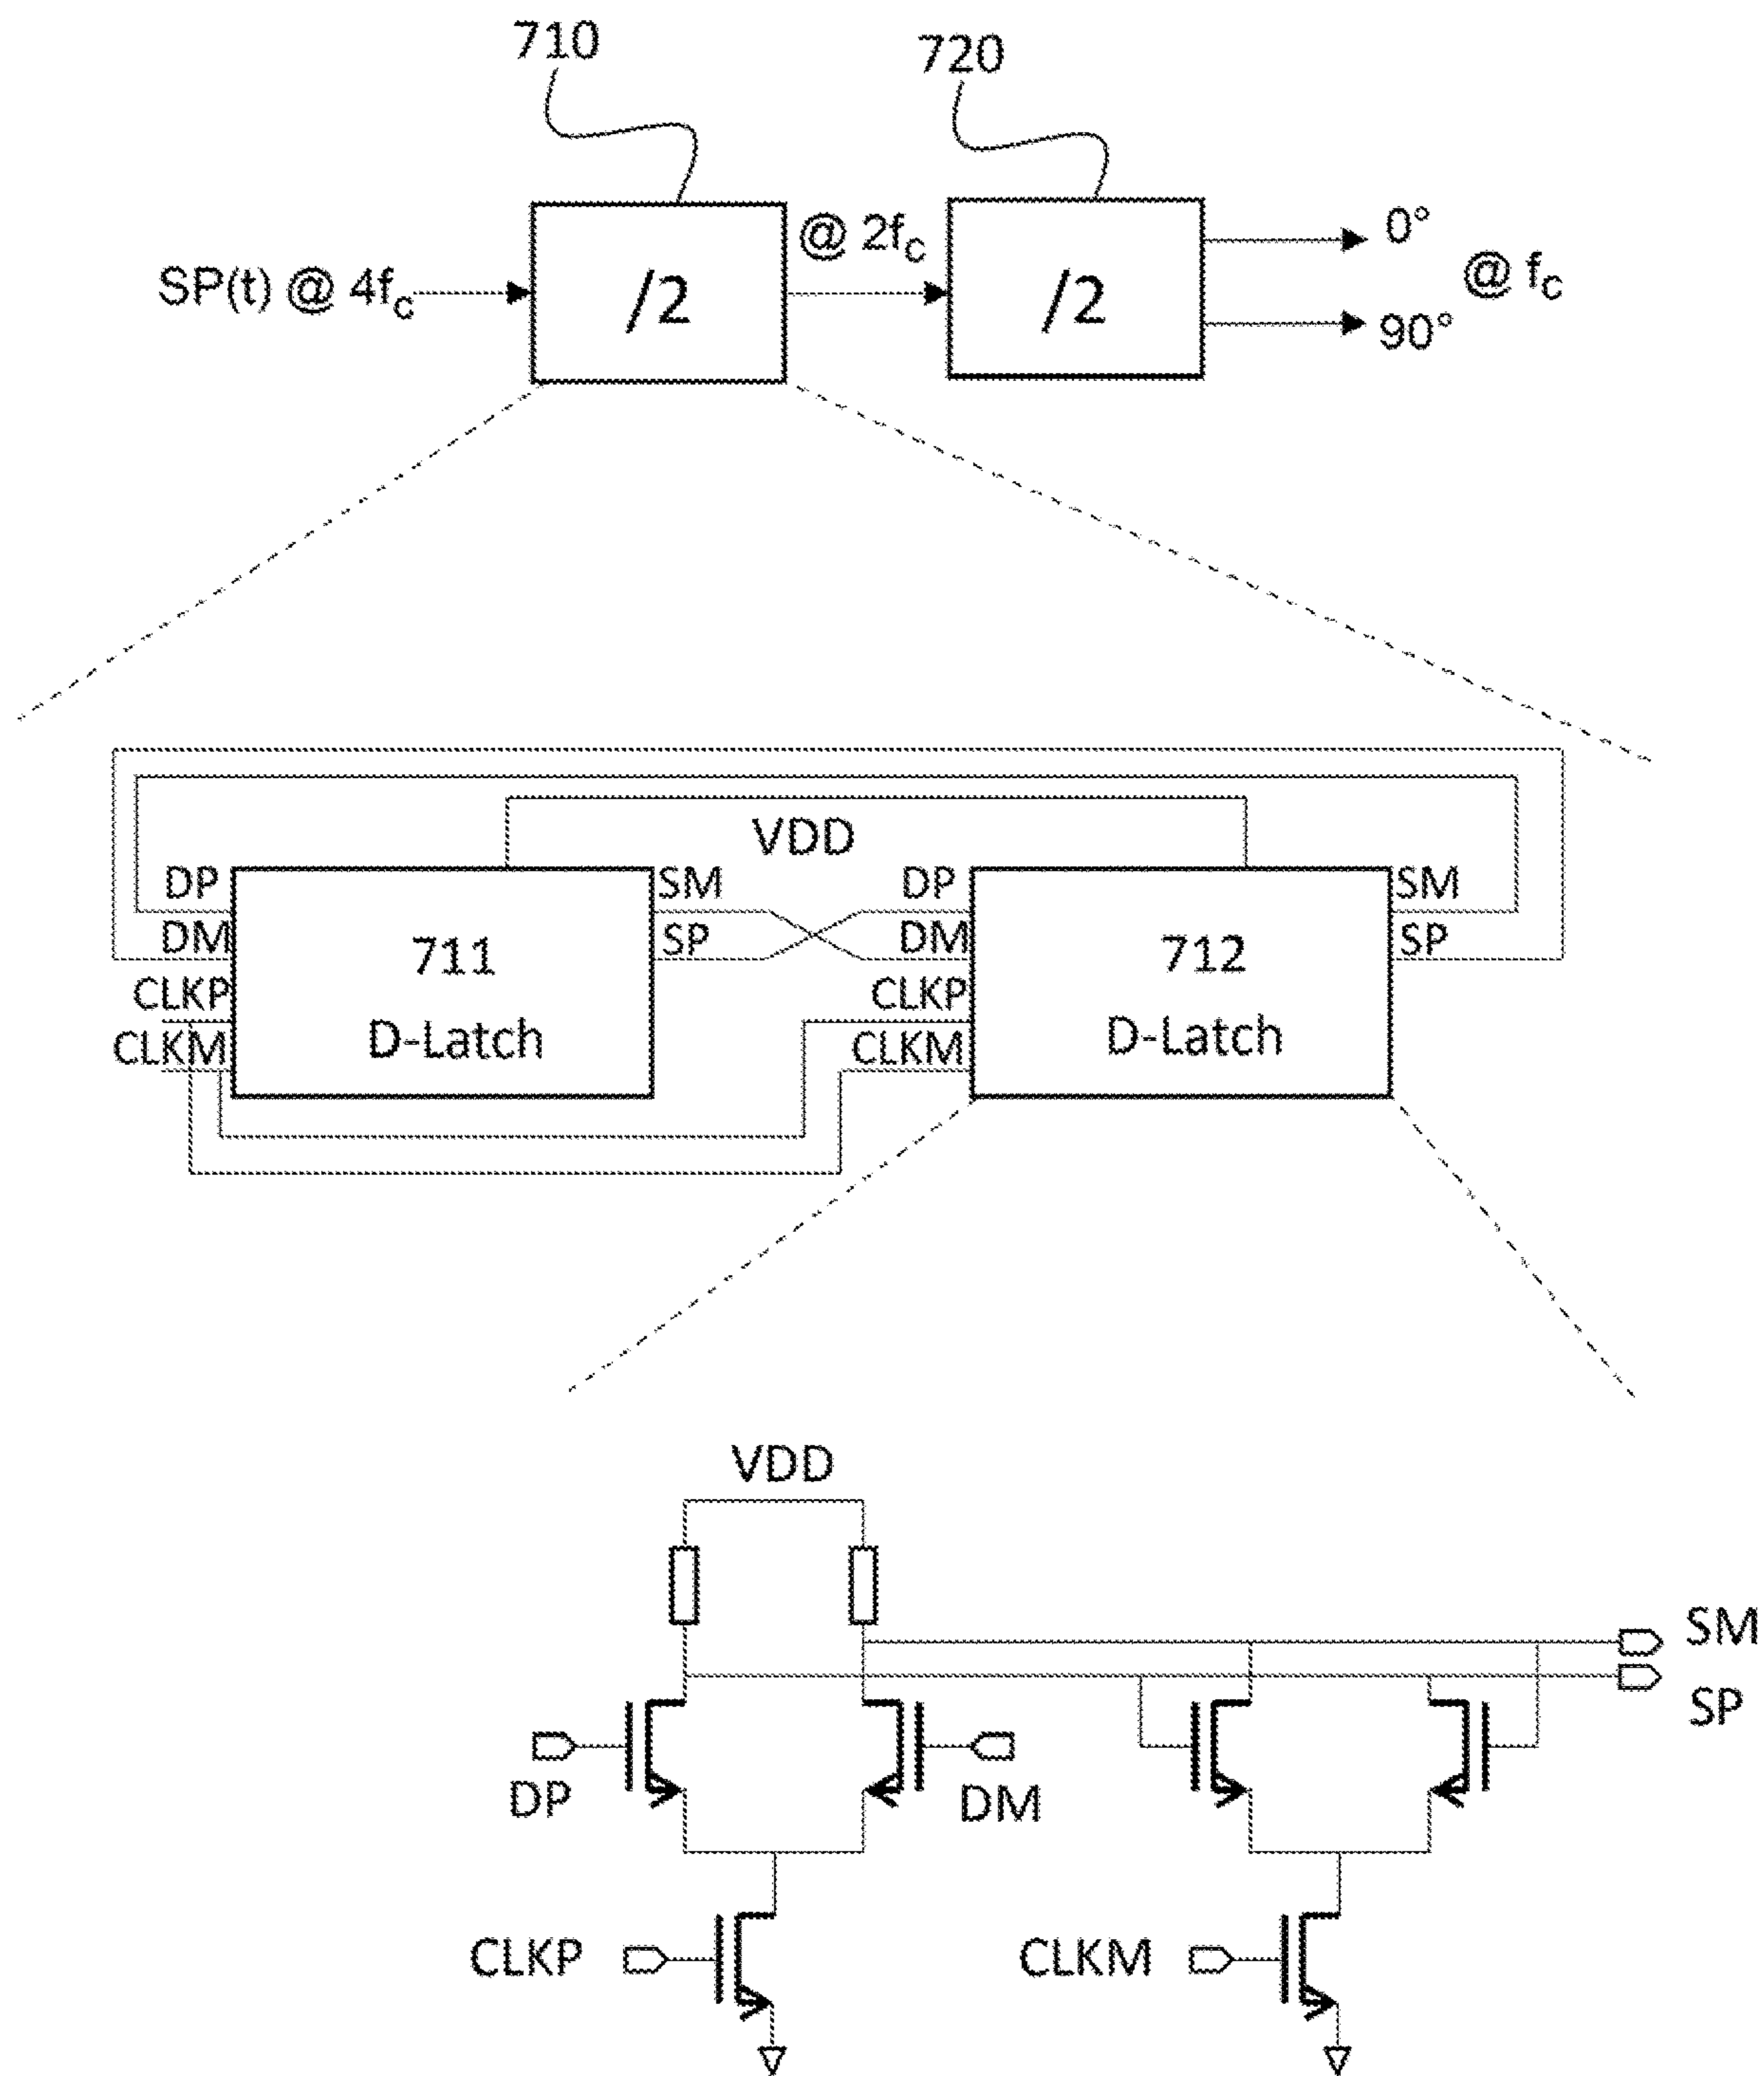 710
720
SP(t) @ 4fc
/2
@ 2fc
/2
0°
@ fc
90°
VDD
DP
DM
CLKP
CLKM
711
D-Latch
SM
SP
DP
DM
CLKP
CLKM
712
D-Latch
SM
SP
VDD
SM
SP
DP
DM
CLKP
CLKM